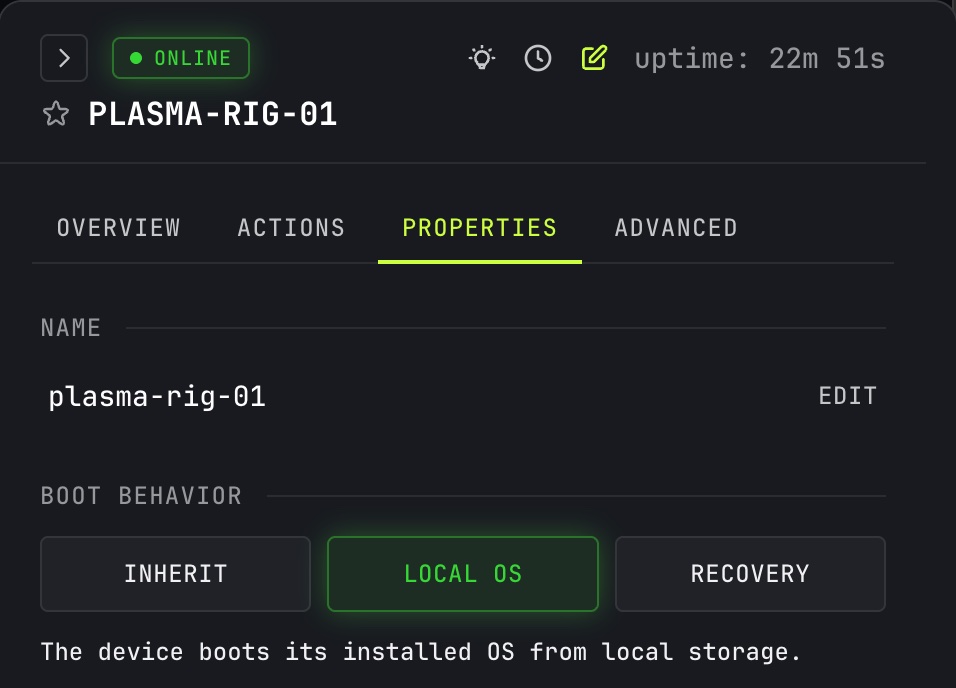 ONLINE
uptime: 22m 51s
PLASMA-RIG-01
OVERVIEW ACTIONS PROPERTIES ADVANCED
NAME
plasma-rig-01 EDIT
BOOT BEHAVIOR
INHERIT LOCAL OS RECOVERY
The device boots its installed OS from local storage.